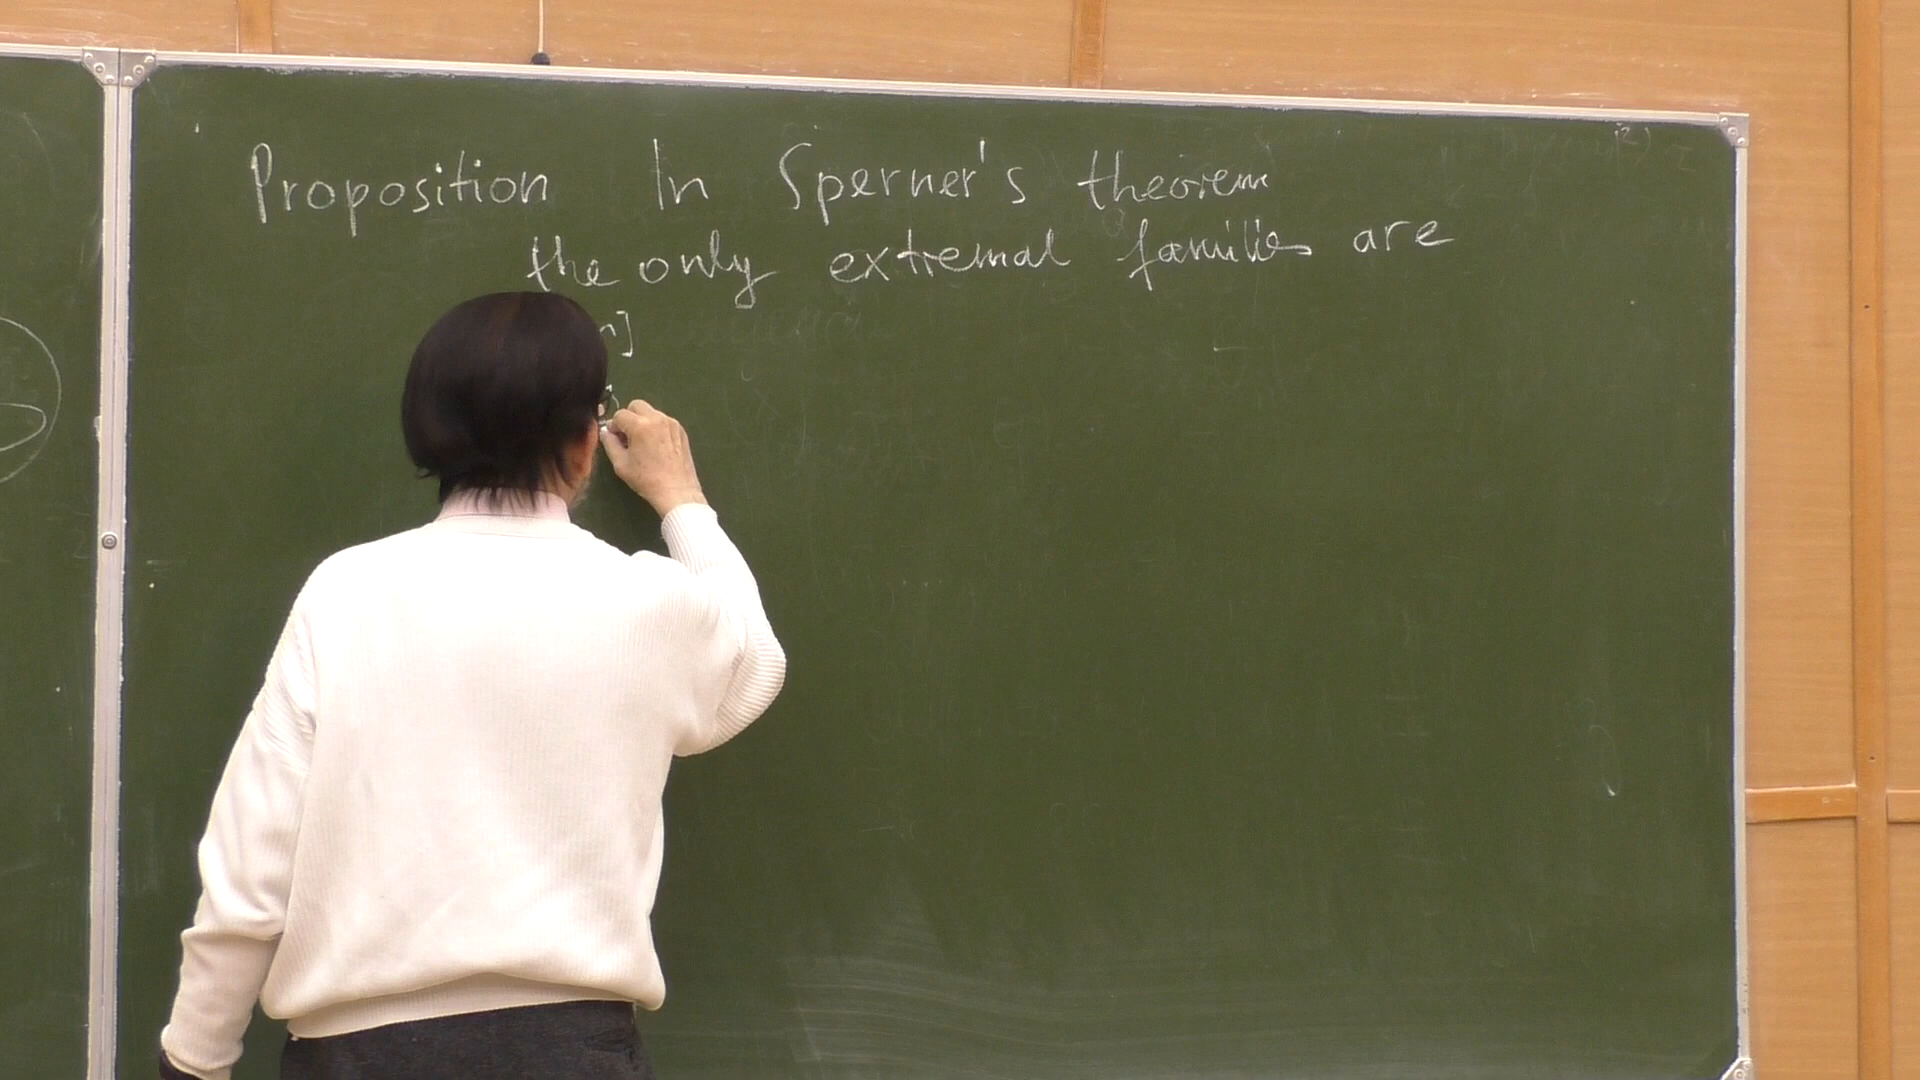 Proposition In Sperner's theorem
the only extremal families are
n]